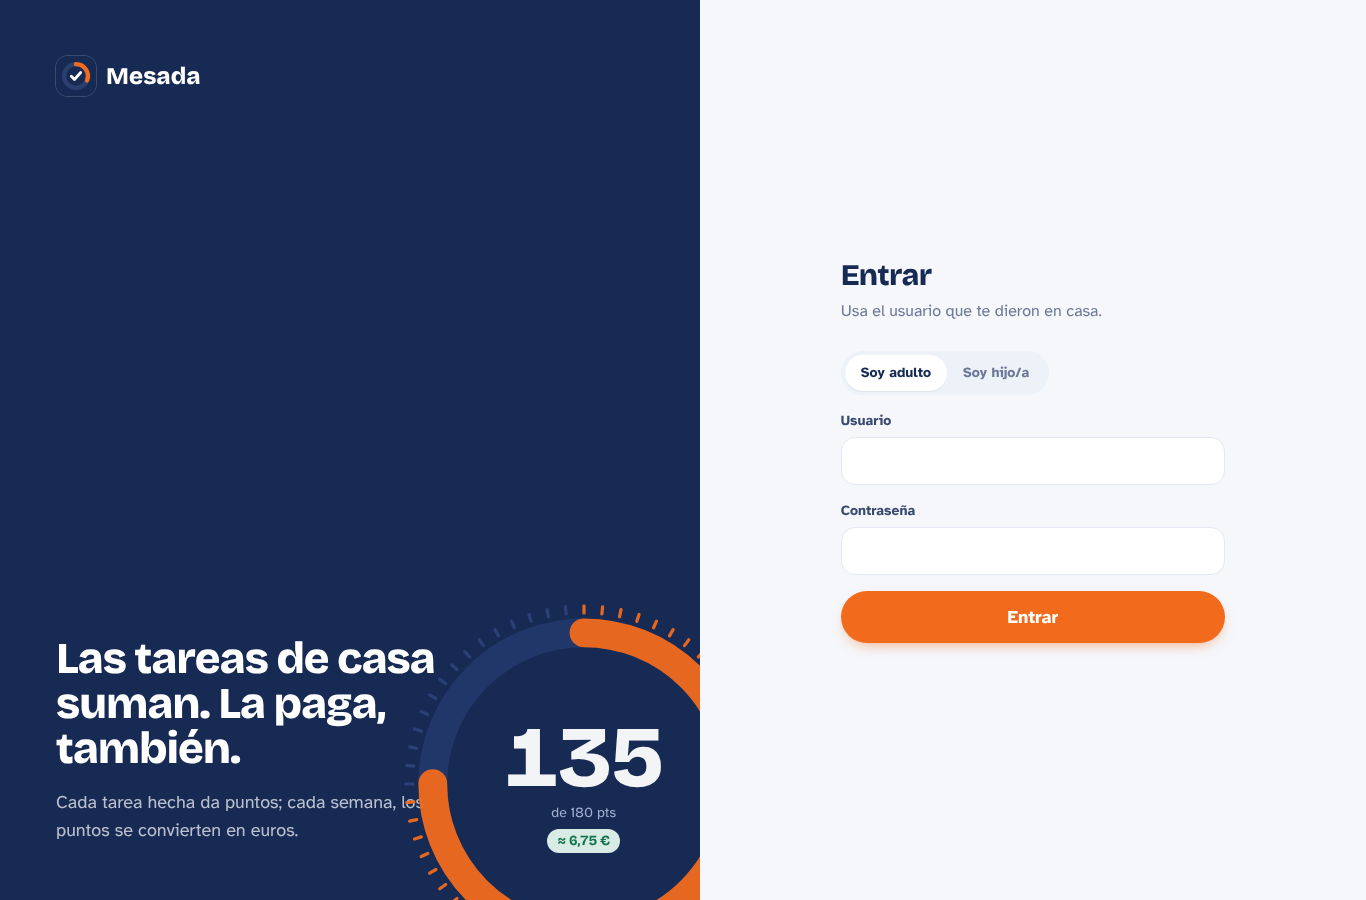 Mesada
Las tareas de casa
suman. La paga,
también.
Cada tarea hecha da puntos; cada semana, los
puntos se convierten en euros.
135
de 180 pts
≈ 6,75 €
Entrar
Usa el usuario que te dieron en casa.
Soy adulto
Soy hijo/a
Usuario
Contraseña
Entrar